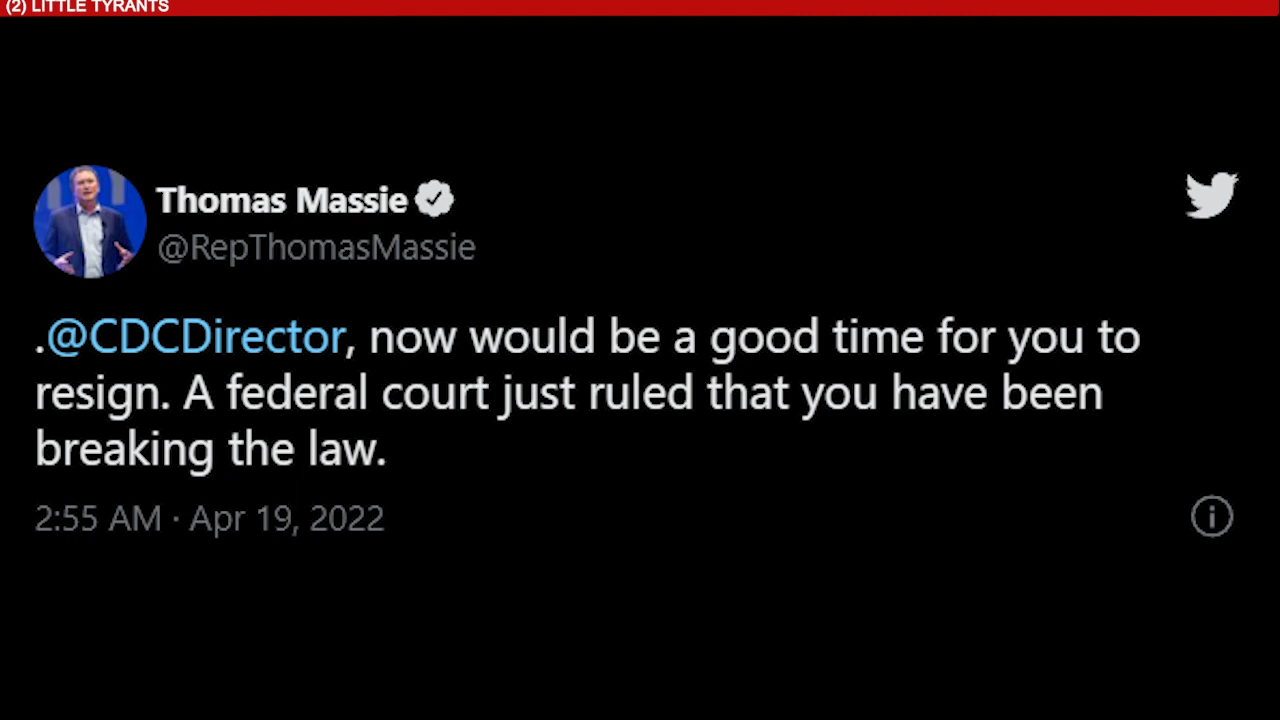 (2) LITTLE TYRANTS
Thomas Massie
@RepThomasMassie
.@CDCDirector, now would be a good time for you to
resign. A federal court just ruled that you have been
breaking the law.
2:55 AM · Apr 19, 2022